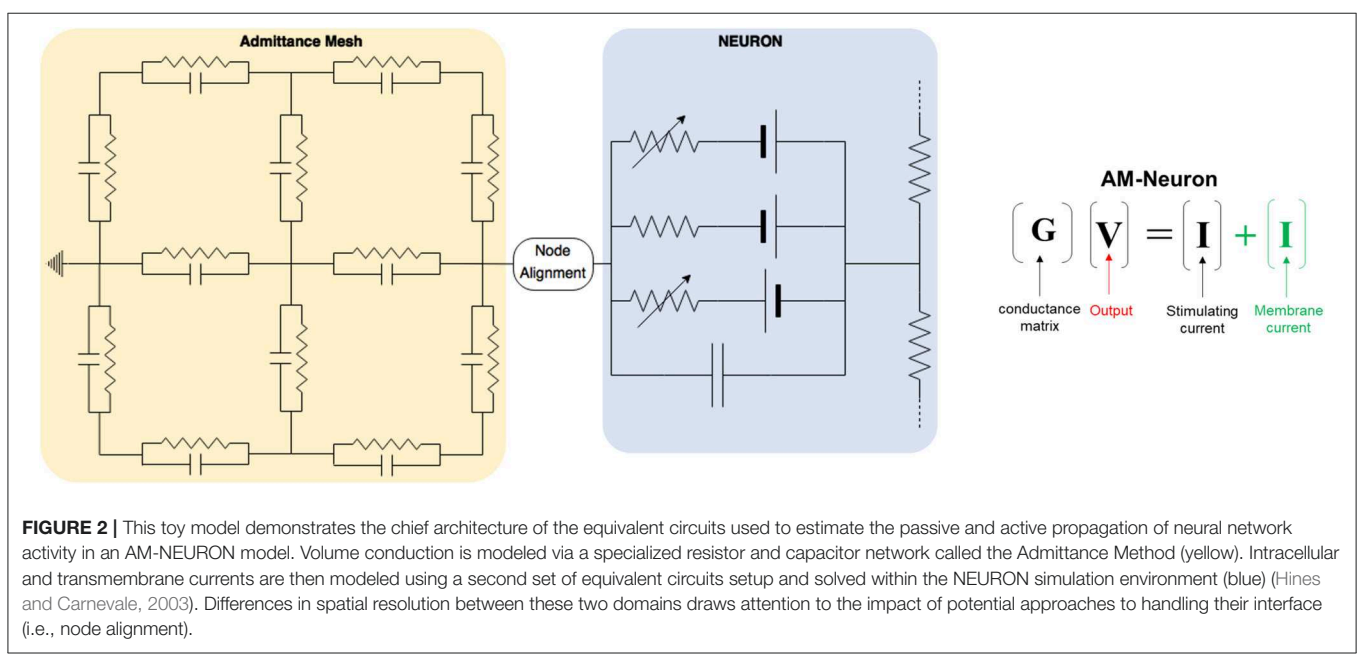 Admittance Mesh
NEURON
Node
Alignment
AM-Neuron
G V = I + I
conductance
matrix
Output
Stimulating
current
Membrane
current
FIGURE 2 | This toy model demonstrates the chief architecture of the equivalent circuits used to estimate the passive and active propagation of neural network
activity in an AM-NEURON model. Volume conduction is modeled via a specialized resistor and capacitor network called the Admittance Method (yellow). Intracellular
and transmembrane currents are then modeled using a second set of equivalent circuits setup and solved within the NEURON simulation environment (blue) (Hines
and Carnevale, 2003). Differences in spatial resolution between these two domains draws attention to the impact of potential approaches to handling their interface
(i.e., node alignment).